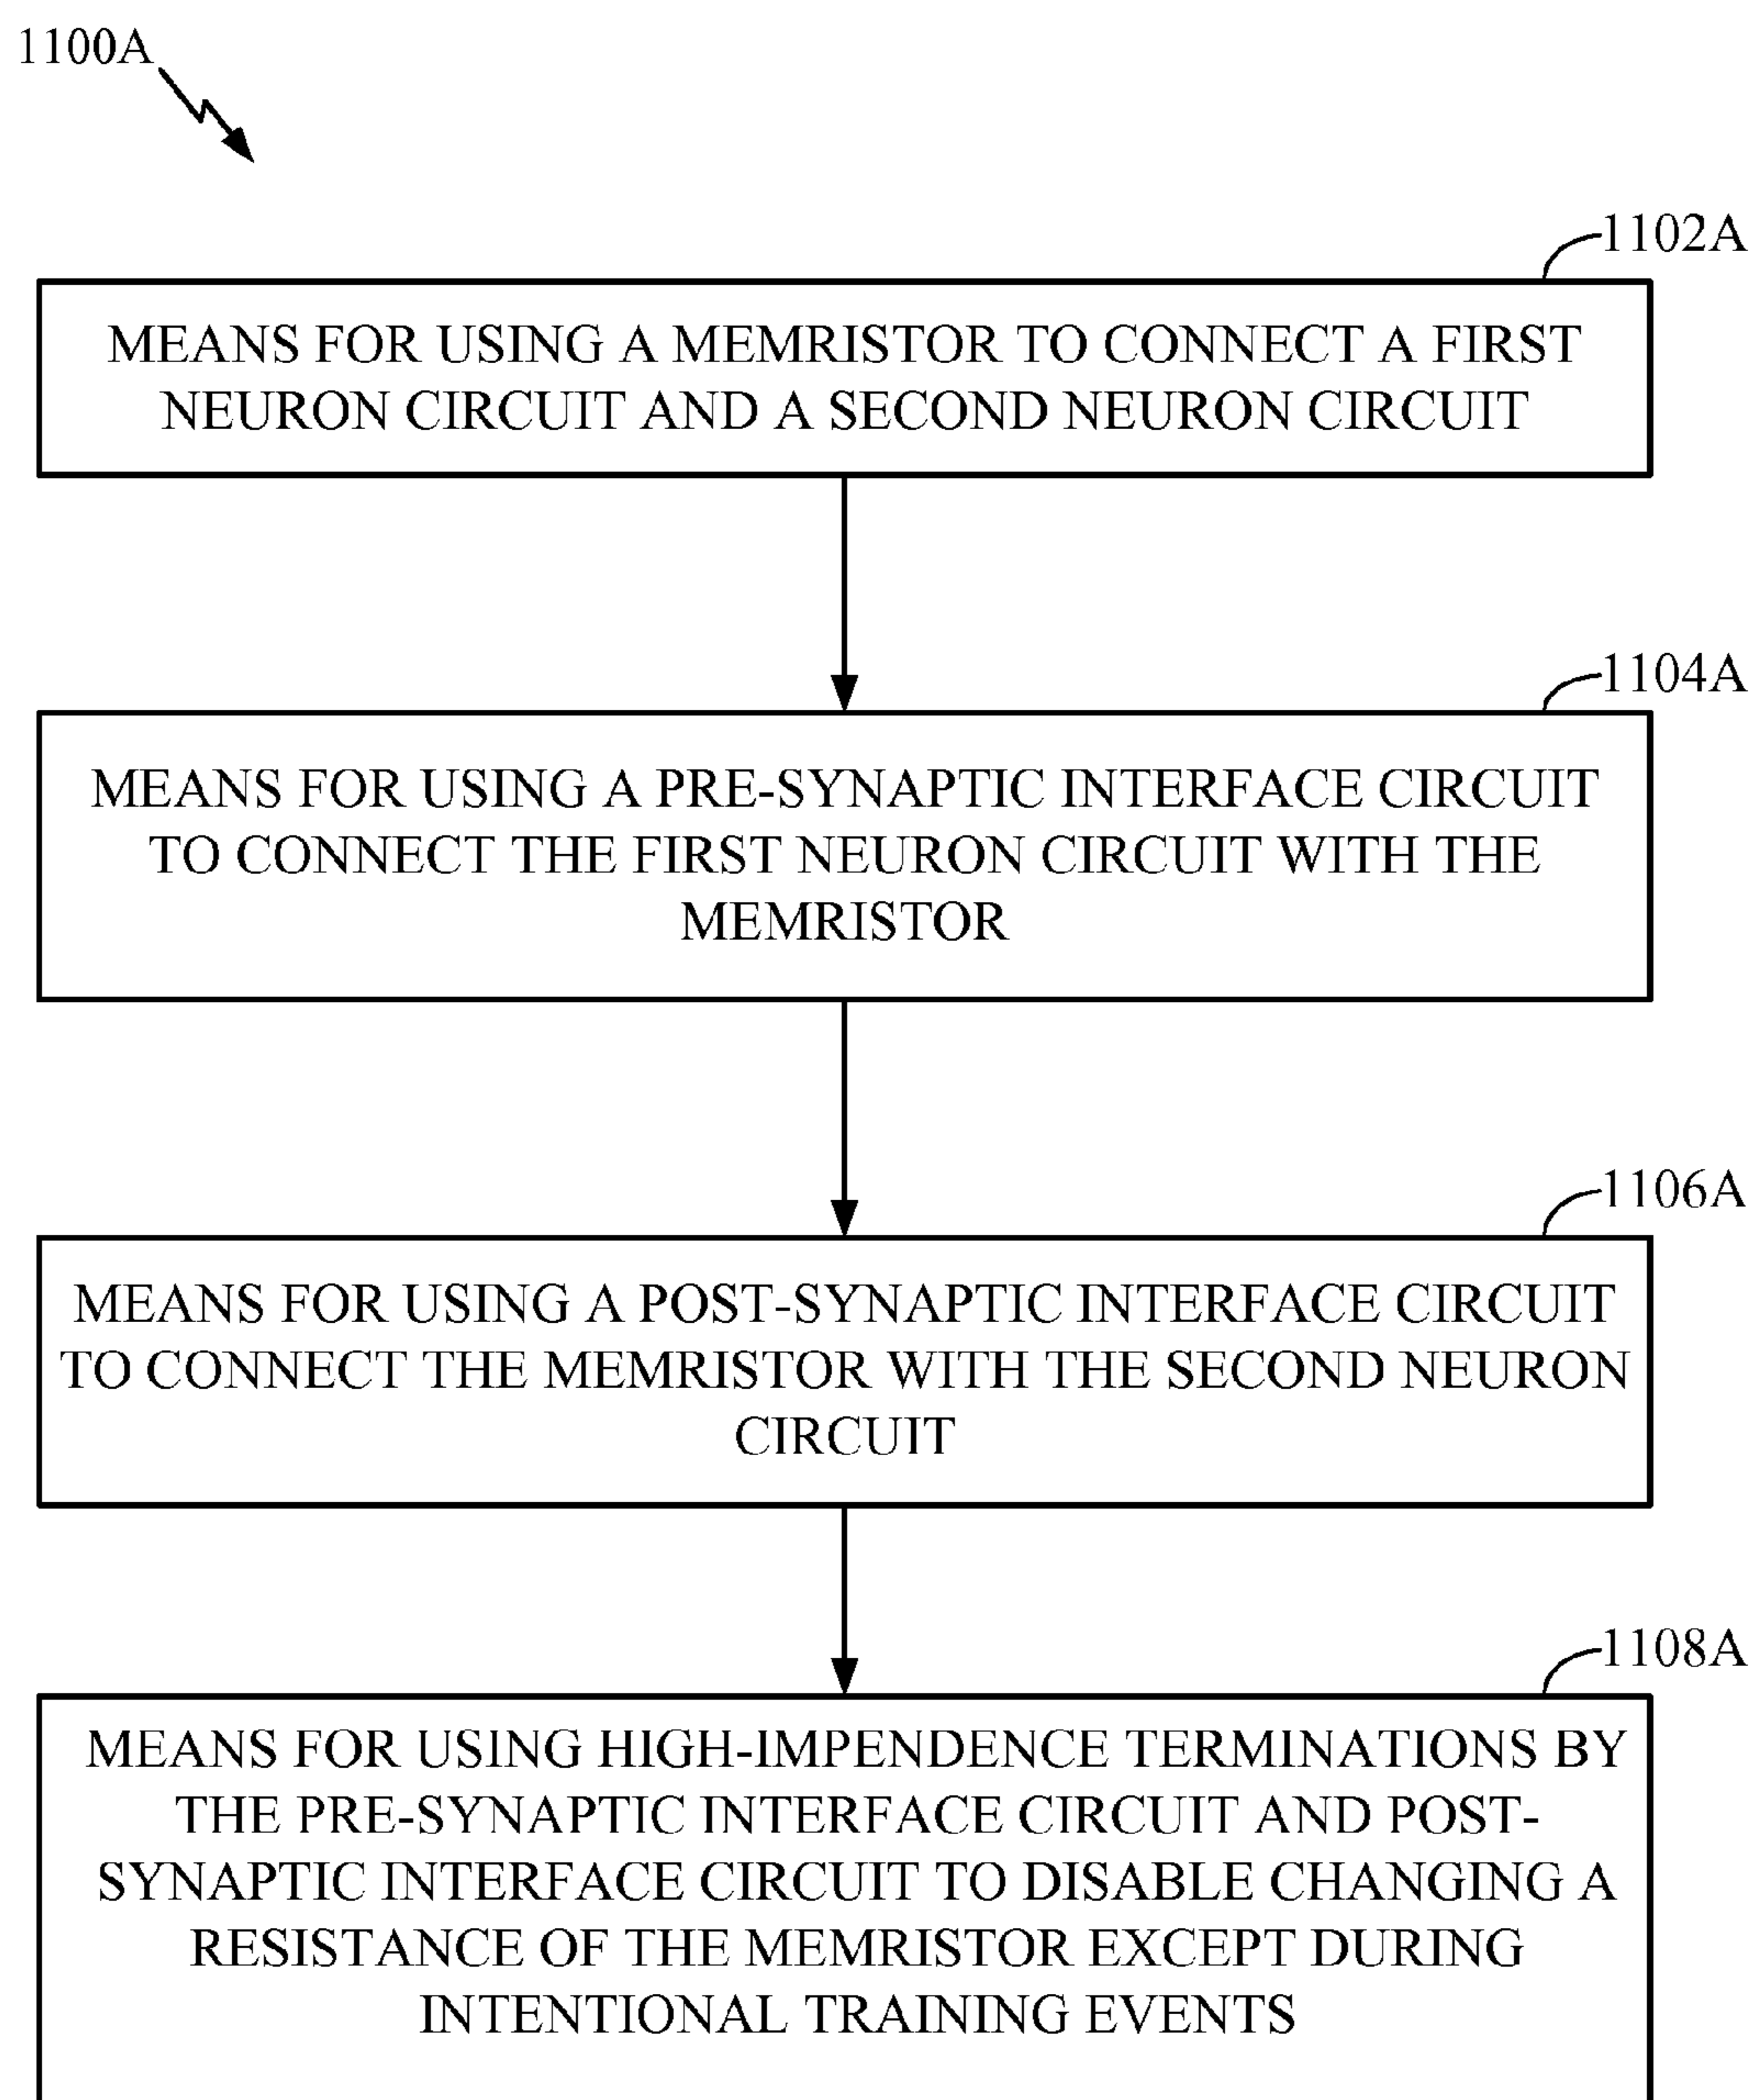 1100A
1102A
MEANS FOR USING A MEMRISTOR TO CONNECT A FIRST
NEURON CIRCUIT AND A SECOND NEURON CIRCUIT
1104A
MEANS FOR USING A PRE-SYNAPTIC INTERFACE CIRCUIT
TO CONNECT THE FIRST NEURON CIRCUIT WITH THE
MEMRISTOR
1106A
MEANS FOR USING A POST-SYNAPTIC INTERFACE CIRCUIT
TO CONNECT THE MEMRISTOR WITH THE SECOND NEURON
CIRCUIT
1108A
MEANS FOR USING HIGH-IMPENDENCE TERMINATIONS BY
THE PRE-SYNAPTIC INTERFACE CIRCUIT AND POST-
SYNAPTIC INTERFACE CIRCUIT TO DISABLE CHANGING A
RESISTANCE OF THE MEMRISTOR EXCEPT DURING
INTENTIONAL TRAINING EVENTS